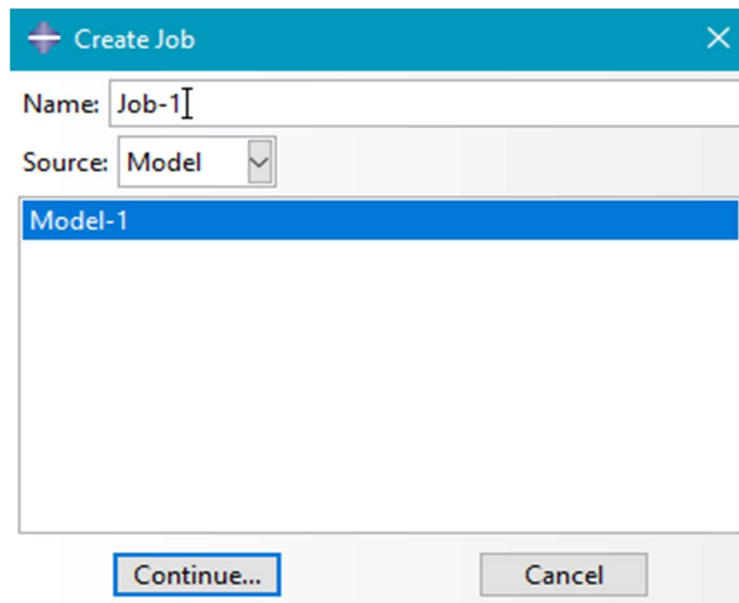 Create Job
Name: Job-1
Source: Model
Model-1
Continue... Cancel